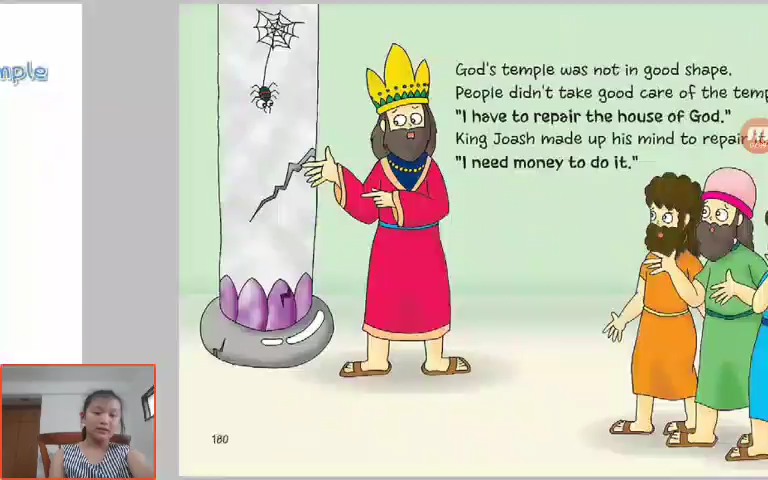 mple
God's temple was not in good shape.
People didn't take good care of the temp
"I have to repair the house of God."
King Joash made up his mind to repair it.
"I need money to do it."
180